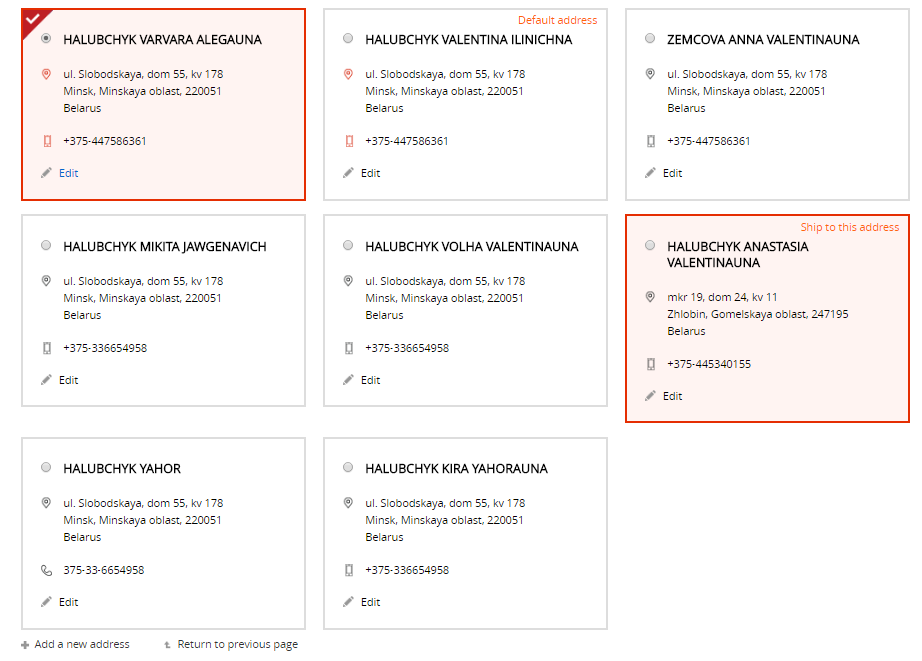 HALUBCHYK VARVARA ALEGAUNA
ul. Slobodskaya, dom 55, kv 178
Minsk, Minskaya oblast, 220051
Belarus
+375-447586361
Edit
Default address
HALUBCHYK VALENTINA ILINICHNA
ul. Slobodskaya, dom 55, kv 178
Minsk, Minskaya oblast, 220051
Belarus
+375-447586361
Edit
ZEMCOVA ANNA VALENTINAUNA
ul. Slobodskaya, dom 55, kv 178
Minsk, Minskaya oblast, 220051
Belarus
+375-447586361
Edit
HALUBCHYK MIKITA JAWGENAVICH
ul. Slobodskaya, dom 55, kv 178
Minsk, Minskaya oblast, 220051
Belarus
+375-336654958
Edit
HALUBCHYK VOLHA VALENTINAUNA
ul. Slobodskaya, dom 55, kv 178
Minsk, Minskaya oblast, 220051
Belarus
+375-336654958
Edit
Ship to this address
HALUBCHYK ANASTASIA
VALENTINAUNA
mkr 19, dom 24, kv 11
Zhlobin, Gomelskaya oblast, 247195
Belarus
+375-445340155
Edit
HALUBCHYK YAHOR
ul. Slobodskaya, dom 55, kv 178
Minsk, Minskaya oblast, 220051
Belarus
375-33-6654958
Edit
HALUBCHYK KIRA YAHORAUNA
ul. Slobodskaya, dom 55, kv 178
Minsk, Minskaya oblast, 220051
Belarus
+375-336654958
Edit
Add a new address
Return to previous page